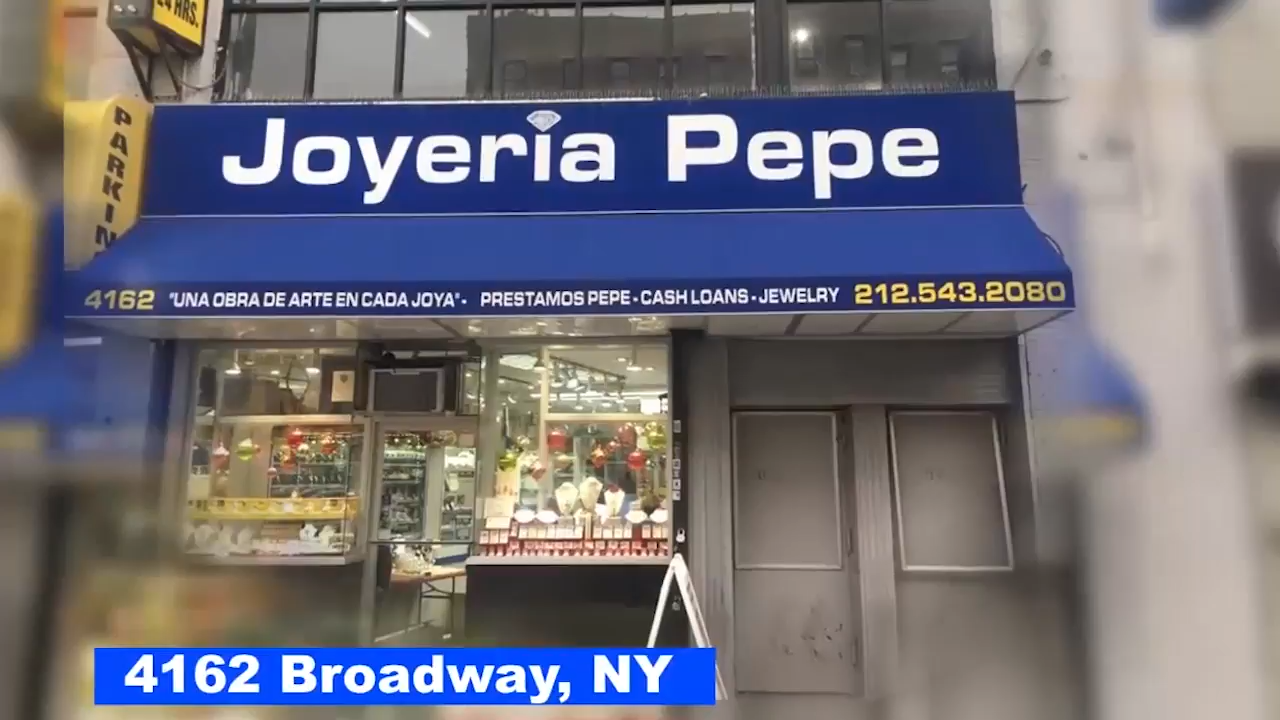 24 HRS.
PARKING
Joyeria Pepe
4162 "UNA OBRA DE ARTE EN CADA JOYA" - PRESTAMOS PEPE - CASH LOANS - JEWELRY 212.543.2080
4162 Broadway, NY